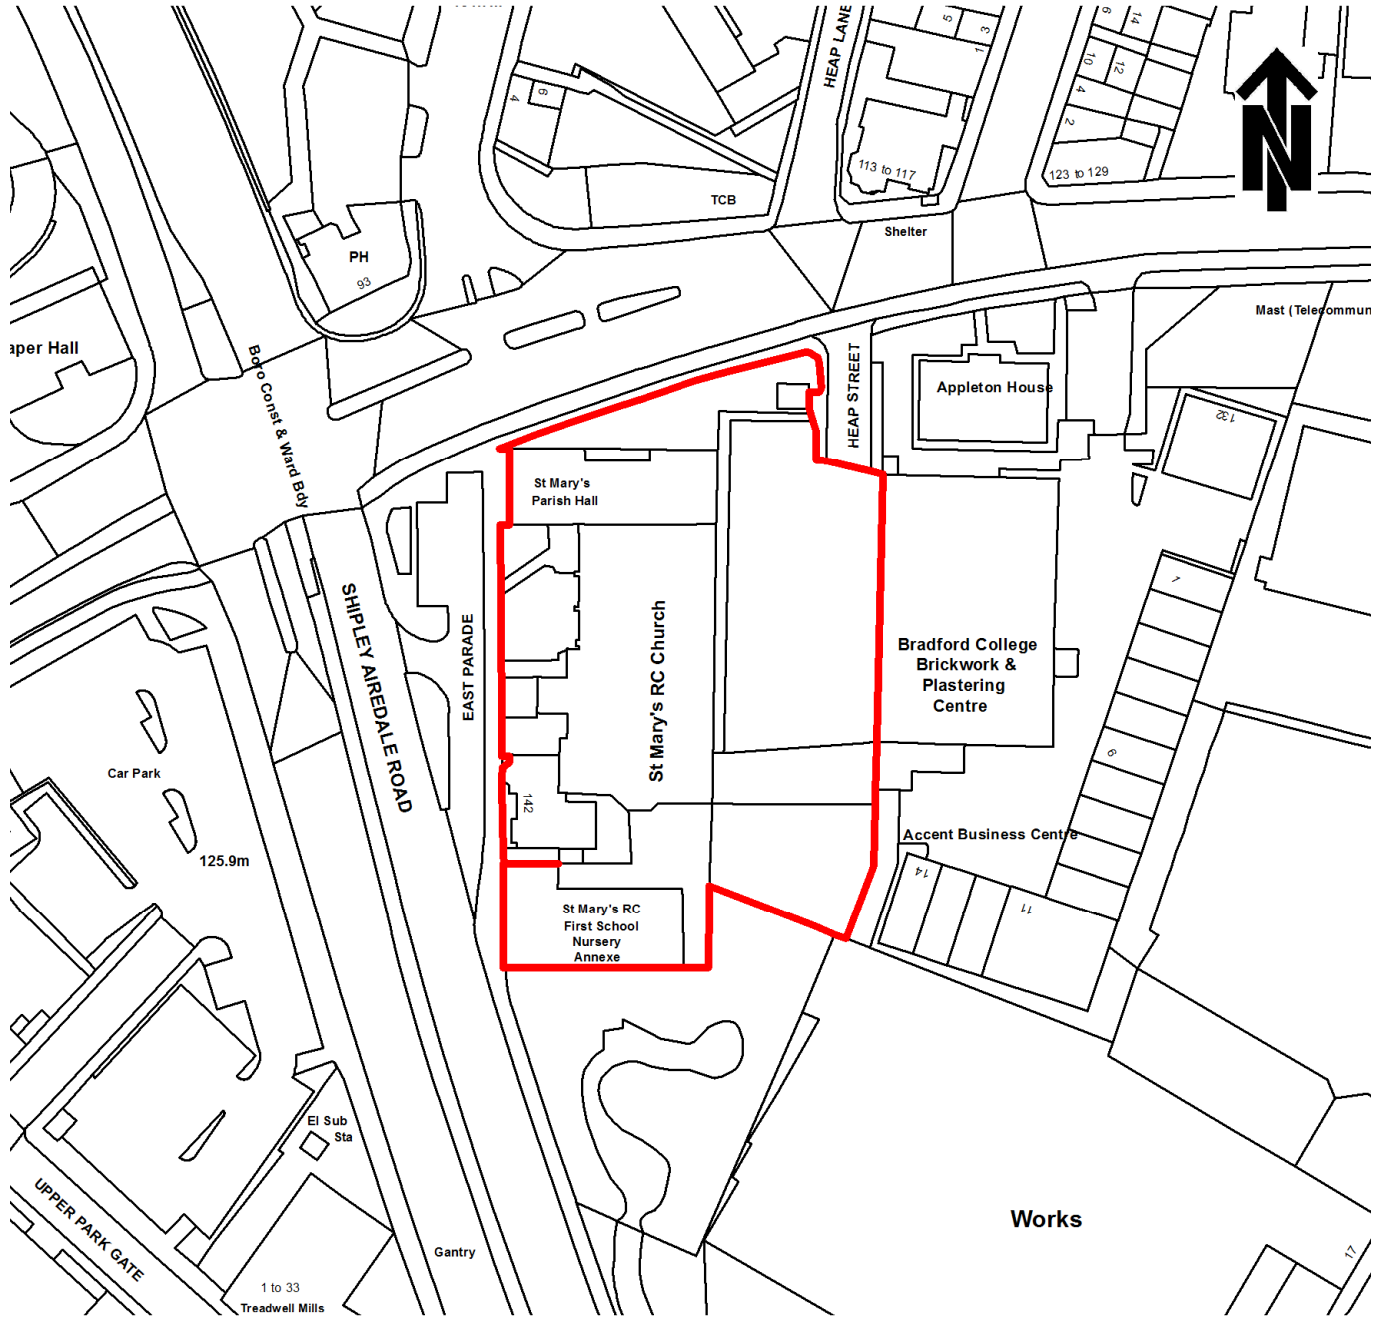 HEAP LANE
5
3
1
6
14
10
12
4
2
6
4
113 to 117
123 to 129
N
TCB
Shelter
PH
93
Mast (Telecommun
aper Hall
Boro Const & Ward Bdy
HEAP STREET
Appleton House
132
St Mary's
Parish Hall
SHIPLEY AIREDALE ROAD
EAST PARADE
St Mary's RC Church
1
Bradford College
Brickwork &
Plastering
Centre
9
Car Park
142
125.9m
Accent Business Centre
14
11
St Mary's RC
First School
Nursery
Annexe
El Sub
Sta
UPPER PARK GATE
Works
Gantry
17
1 to 33
Treadwell Mills